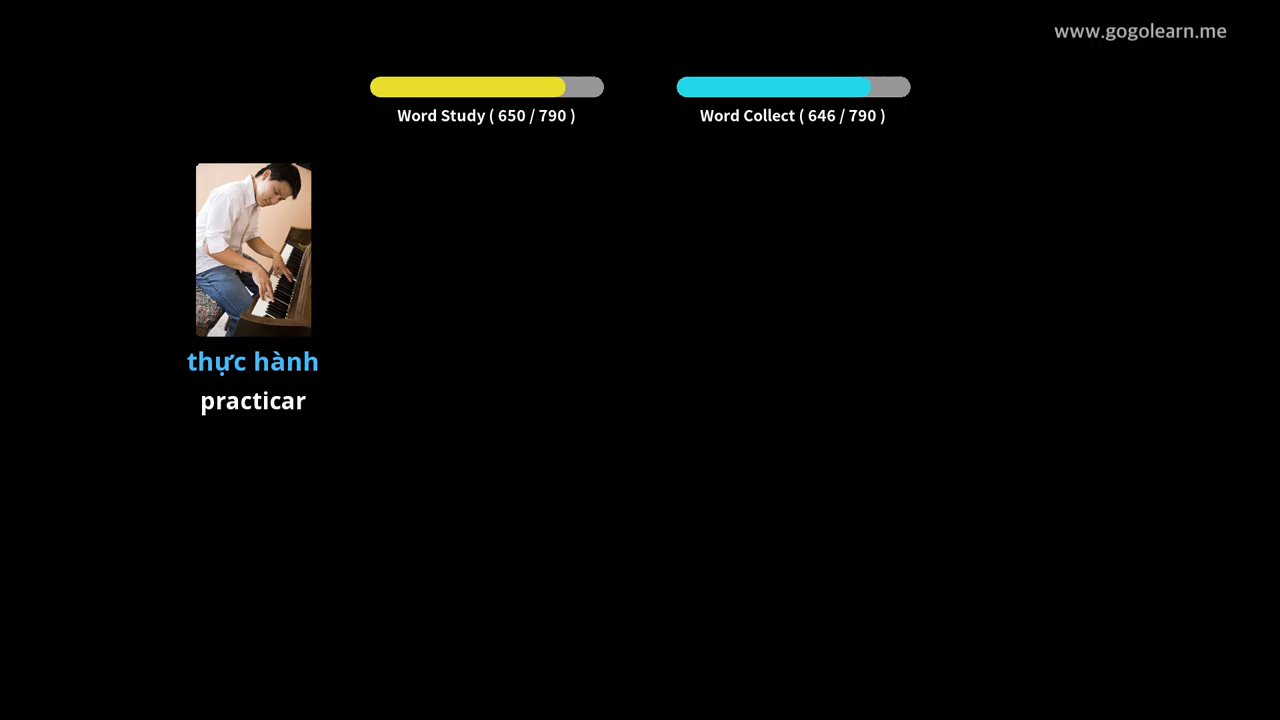 www.gogolearn.me
Word Study ( 650 / 790 )
Word Collect ( 646 / 790 )
thực hành
practicar